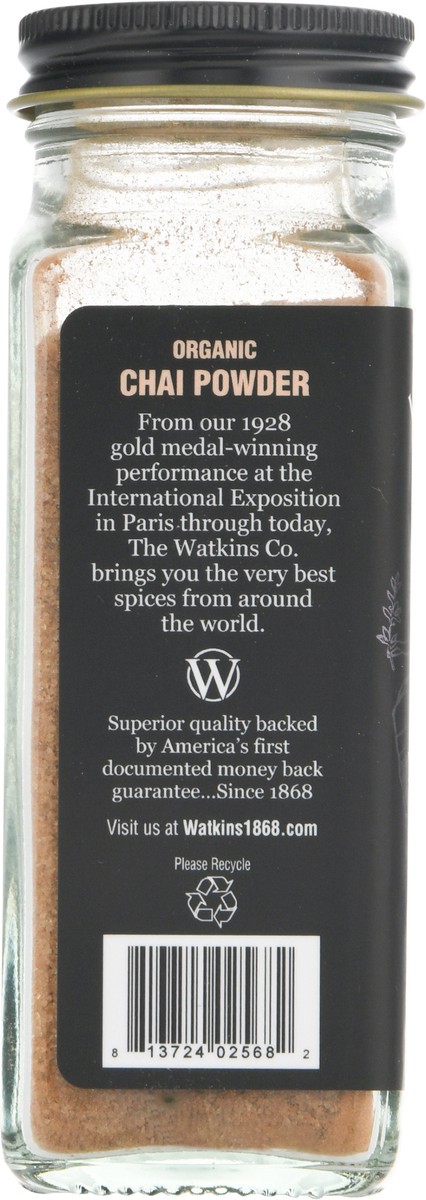 ORGANIC
CHAI POWDER
From our 1928
gold medal-winning
performance at the
International Exposition
in Paris through today,
The Watkins Co.
brings you the very best
spices from around
the world.
W
Superior quality backed
by America's first
documented money back
guarantee...Since 1868
Visit us at Watkins1868.com
Please Recycle
8 13724 02568 2